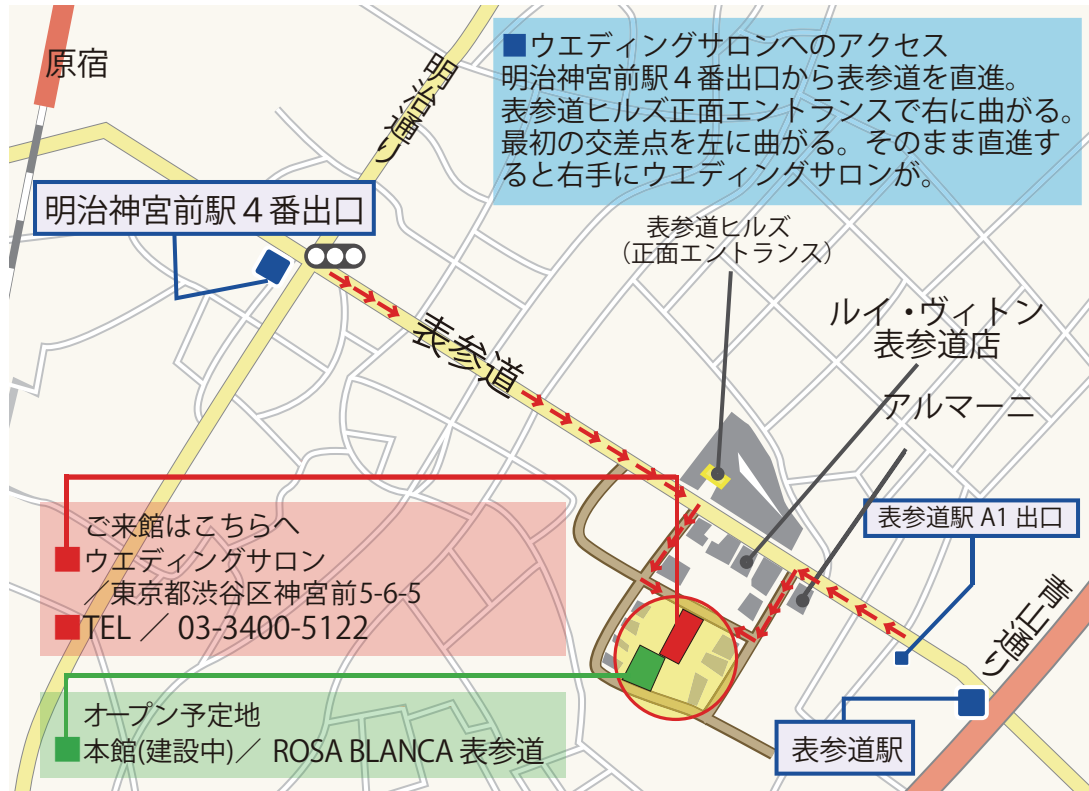 原宿
明治通り
■ウエディングサロンへのアクセス
明治神宮前駅４番出口から表参道を直進。
表参道ヒルズ正面エントランスで右に曲がる。
最初の交差点を左に曲がる。そのまま直進す
ると右手にウエディングサロンが。
明治神宮前駅４番出口
表参道ヒルズ
（正面エントランス）
表参道
ルイ・ヴィトン
表参道店
アルマーニ
表参道駅 A1 出口
青山通り
表参道駅
ご来館はこちらへ
■ウエディングサロン
／東京都渋谷区神宮前5-6-5
■TEL ／ 03-3400-5122
オープン予定地
■本館(建設中)／ ROSA BLANCA 表参道